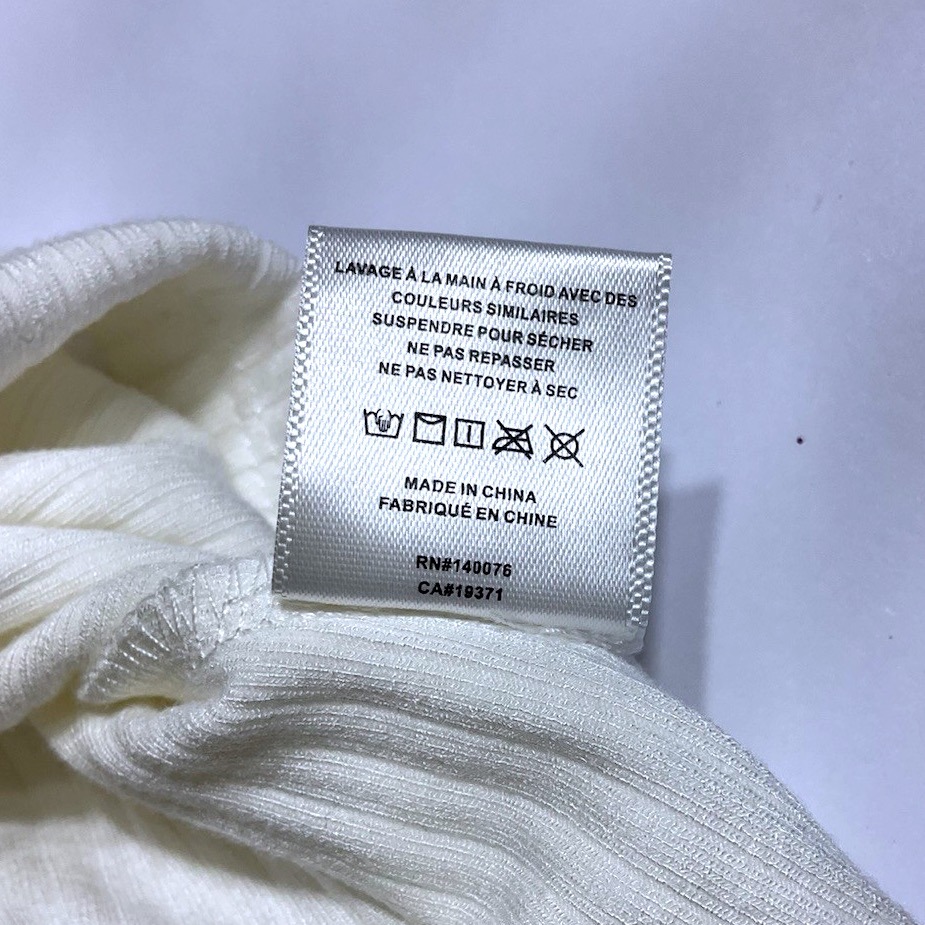 LAVAGE À LA MAIN À FROID AVEC DES
COULEURS SIMILAIRES
SUSPENDRE POUR SÉCHER
NE PAS REPASSER
NE PAS NETTOYER À SEC
MADE IN CHINA
FABRIQUÉ EN CHINE
RN#140076
CA#19371